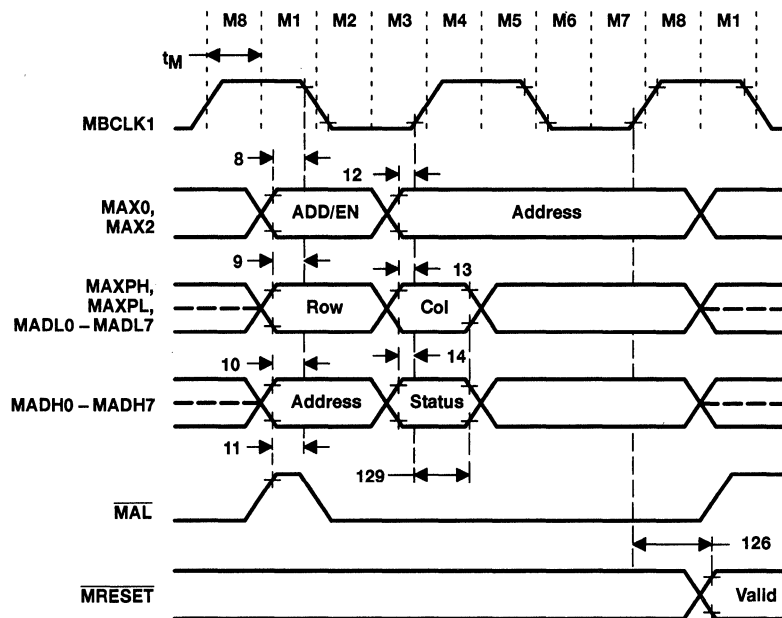 M8 M1 M2 M3 M4 M5 M6 M7 M8 M1
tM
MBCLK1
8
12
MAX0,
MAX2
ADD/EN
Address
9
13
MAXPH,
MAXPL,
MADL0 – MADL7
Row
Col
10
14
MADH0 – MADH7
Address
Status
11
129
MAL
126
MRESET
Valid